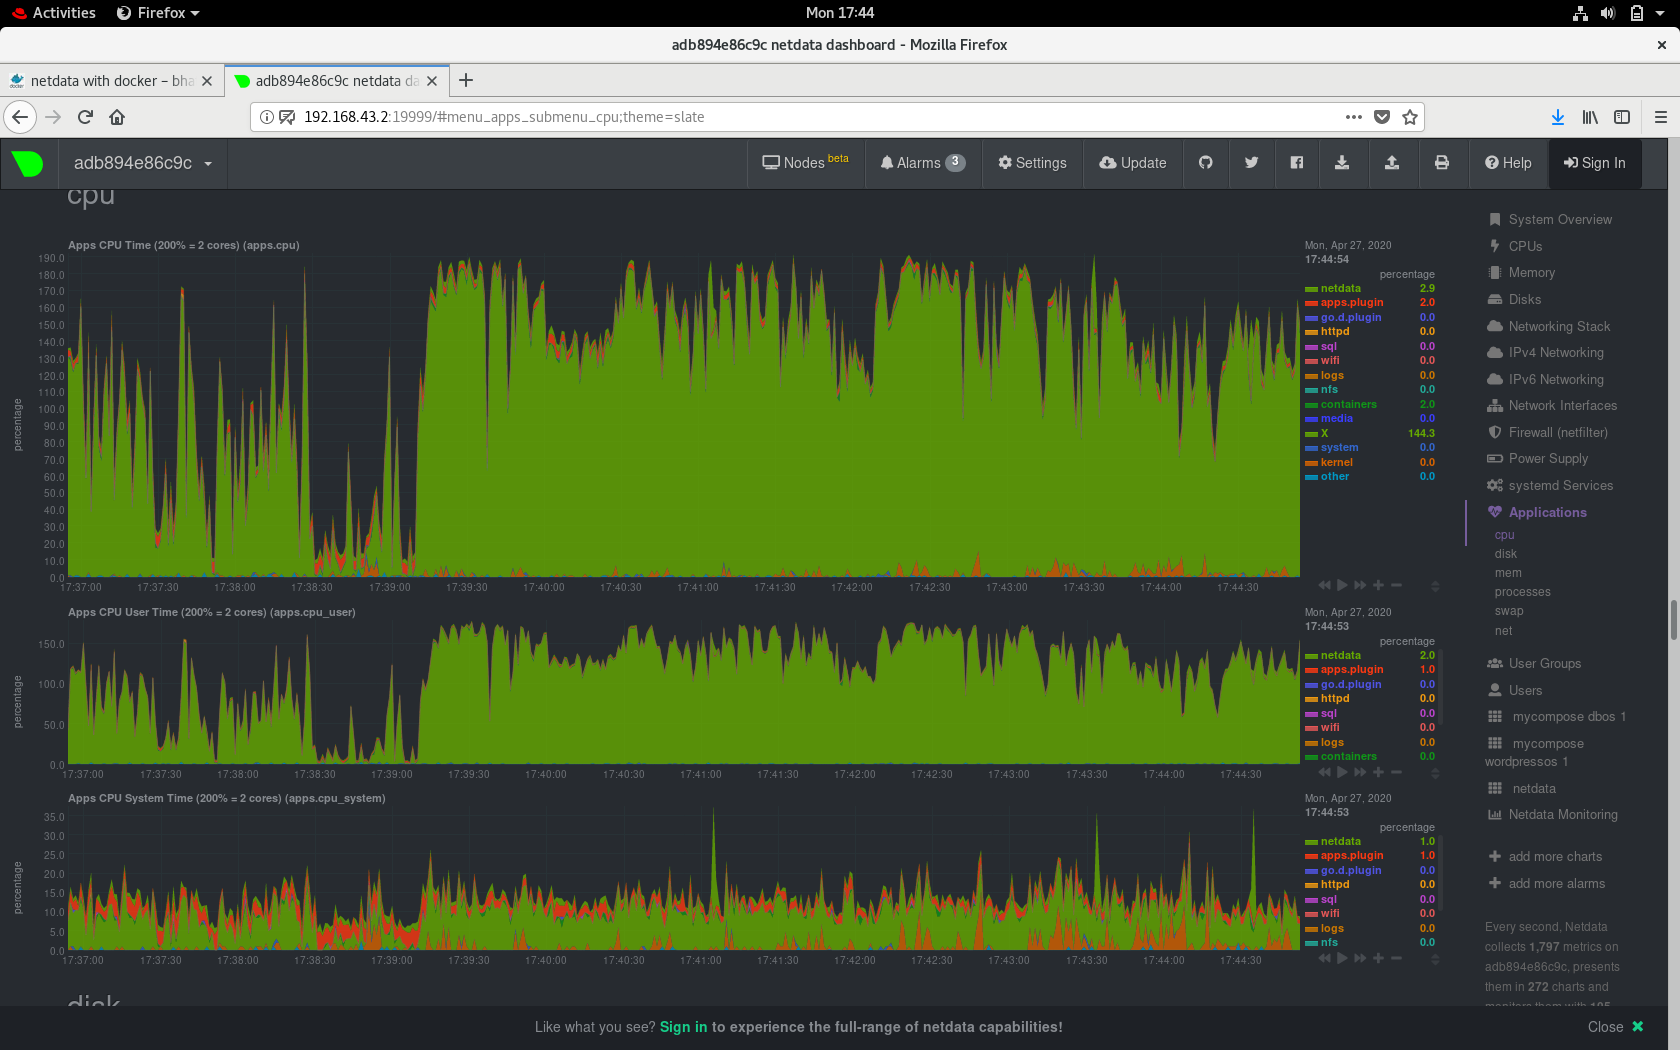 Activities Firefox Mon 17:44
adb894e86c9c netdata dashboard - Mozilla Firefox
netdata with docker – bha adb894e86c9c netdata da
192.168.43.2:19999/#menu_apps_submenu_cpu;theme=slate
adb894e86c9c Nodes beta Alarms 3 Settings Update Help Sign In
cpu
Apps CPU Time (200% = 2 cores) (apps.cpu)
percentage
190.0
180.0
170.0
160.0
150.0
140.0
130.0
120.0
110.0
100.0
90.0
80.0
70.0
60.0
50.0
40.0
30.0
20.0
10.0
0.0
17:37:00 17:37:30 17:38:00 17:38:30 17:39:00 17:39:30 17:40:00 17:40:30 17:41:00 17:41:30 17:42:00 17:42:30 17:43:00 17:43:30 17:44:00 17:44:30
Mon, Apr 27, 2020
17:44:54
percentage
netdata 2.9
apps.plugin 2.0
go.d.plugin 0.0
httpd 0.0
sql 0.0
wifi 0.0
logs 0.0
nfs 0.0
containers 2.0
media 0.0
X 144.3
system 0.0
kernel 0.0
other 0.0
Apps CPU User Time (200% = 2 cores) (apps.cpu_user)
percentage
150.0
100.0
50.0
0.0
17:37:00 17:37:30 17:38:00 17:38:30 17:39:00 17:39:30 17:40:00 17:40:30 17:41:00 17:41:30 17:42:00 17:42:30 17:43:00 17:43:30 17:44:00 17:44:30
Mon, Apr 27, 2020
17:44:53
percentage
netdata 2.0
apps.plugin 1.0
go.d.plugin 0.0
httpd 0.0
sql 0.0
wifi 0.0
logs 0.0
containers 0.0
Apps CPU System Time (200% = 2 cores) (apps.cpu_system)
percentage
35.0
30.0
25.0
20.0
15.0
10.0
5.0
0.0
17:37:00 17:37:30 17:38:00 17:38:30 17:39:00 17:39:30 17:40:00 17:40:30 17:41:00 17:41:30 17:42:00 17:42:30 17:43:00 17:43:30 17:44:00 17:44:30
Mon, Apr 27, 2020
17:44:53
percentage
netdata 1.0
apps.plugin 1.0
go.d.plugin 0.0
httpd 0.0
sql 0.0
wifi 0.0
logs 0.0
nfs 0.0
disk
System Overview
CPUs
Memory
Disks
Networking Stack
IPv4 Networking
IPv6 Networking
Network Interfaces
Firewall (netfilter)
Power Supply
systemd Services
Applications
cpu
disk
mem
processes
swap
net
User Groups
Users
mycompose dbos 1
mycompose
wordpressos 1
netdata
Netdata Monitoring
add more charts
add more alarms
Every second, Netdata
collects 1,797 metrics on
adb894e86c9c, presents
them in 272 charts and
monitors them with 195
Like what you see? Sign in to experience the full-range of netdata capabilities!
Close